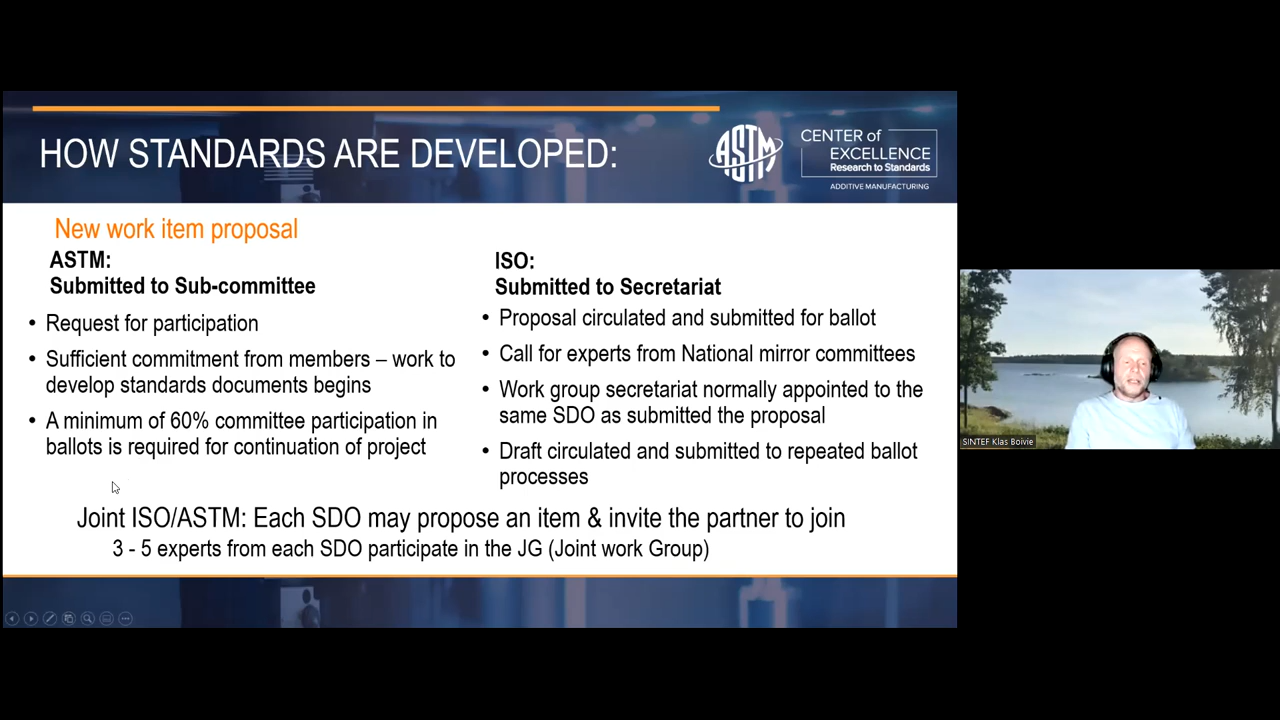 HOW STANDARDS ARE DEVELOPED:
ASTM
CENTER of
EXCELLENCE
Research to Standards
ADDITIVE MANUFACTURING
New work item proposal
ASTM:
Submitted to Sub-committee
• Request for participation
• Sufficient commitment from members – work to
develop standards documents begins
• A minimum of 60% committee participation in
ballots is required for continuation of project
ISO:
Submitted to Secretariat
• Proposal circulated and submitted for ballot
• Call for experts from National mirror committees
• Work group secretariat normally appointed to the
same SDO as submitted the proposal
• Draft circulated and submitted to repeated ballot
processes
Joint ISO/ASTM: Each SDO may propose an item & invite the partner to join
3 - 5 experts from each SDO participate in the JG (Joint work Group)
SINTEF Klas Boivie